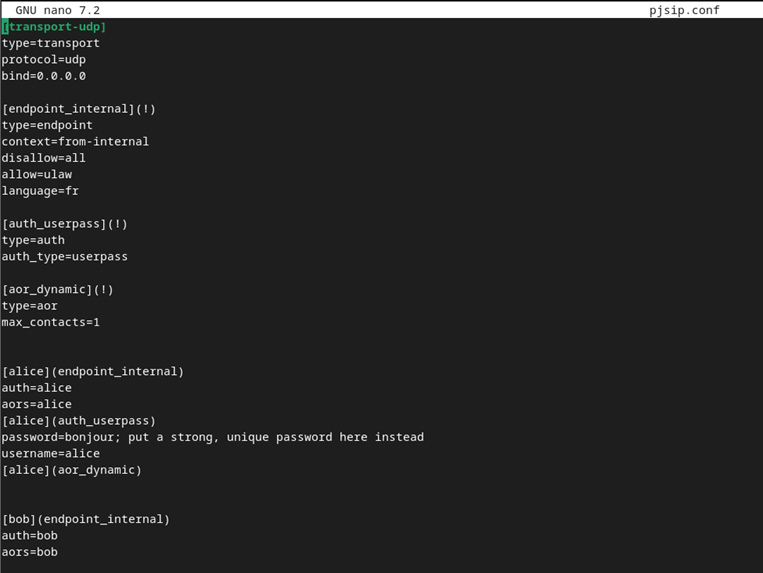 GNU nano 7.2 pjsip.conf
[transport-udp]
type=transport
protocol=udp
bind=0.0.0.0
[endpoint_internal](!)
type=endpoint
context=from-internal
disallow=all
allow=ulaw
language=fr
[auth_userpass](!)
type=auth
auth_type=userpass
[aor_dynamic](!)
type=aor
max_contacts=1
[alice](endpoint_internal)
auth=alice
aors=alice
[alice](auth_userpass)
password=bonjour; put a strong, unique password here instead
username=alice
[alice](aor_dynamic)
[bob](endpoint_internal)
auth=bob
aors=bob